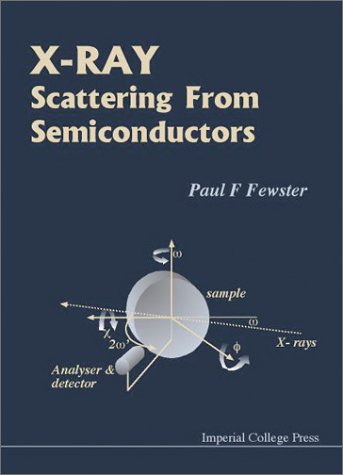 X-RAY
Scattering From
Semiconductors
Paul F Fewster
ω
sample
X- rays
ω
χ
2ω'
φ
Analyser &
detector
Imperial College Press